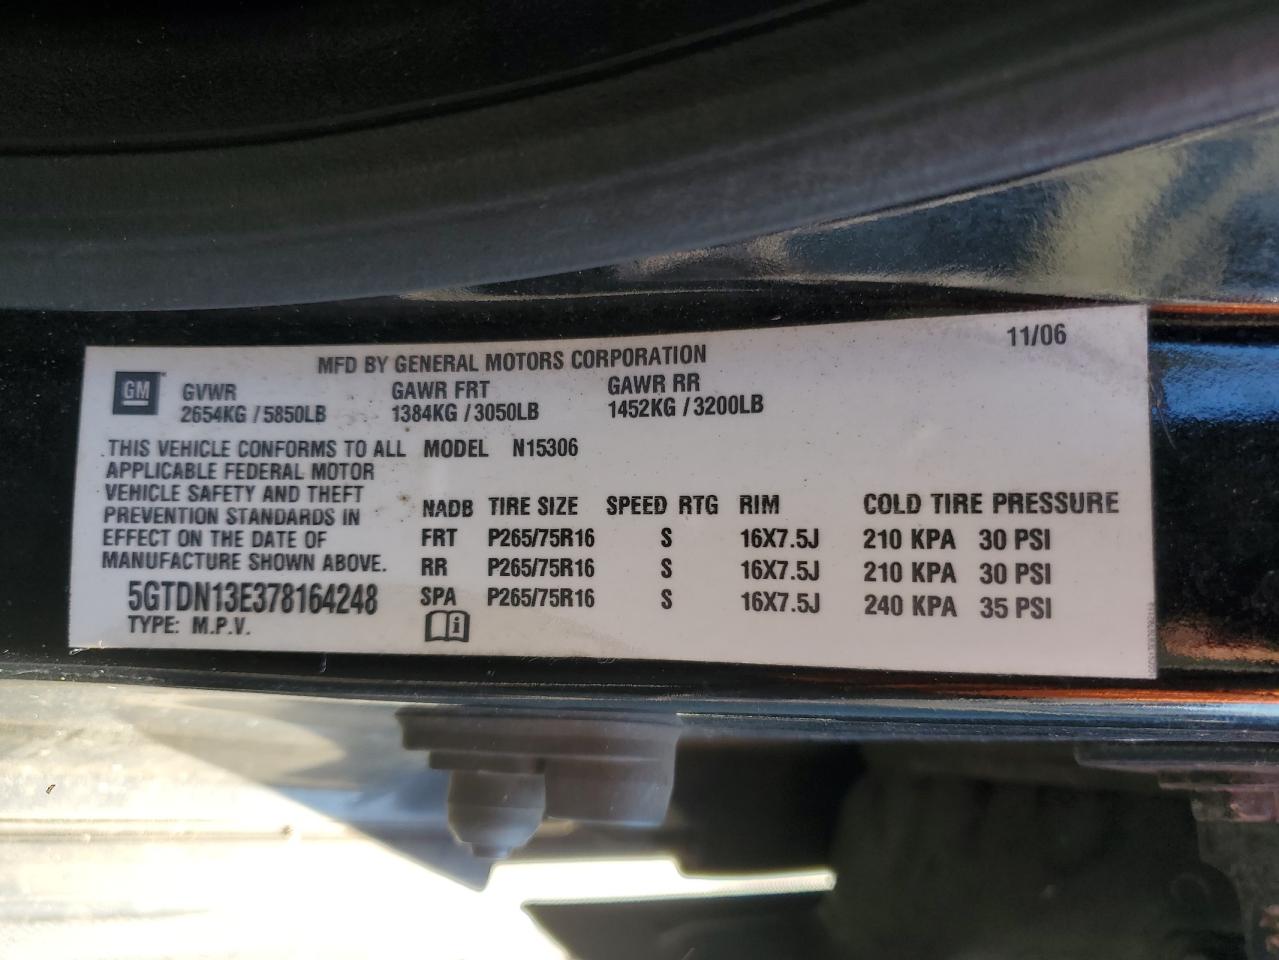 MFD BY GENERAL MOTORS CORPORATION 11/06
GM
GVWR GAWR FRT GAWR RR
2654KG / 5850LB 1384KG / 3050LB 1452KG / 3200LB
THIS VEHICLE CONFORMS TO ALL
APPLICABLE FEDERAL MOTOR
VEHICLE SAFETY AND THEFT
PREVENTION STANDARDS IN
EFFECT ON THE DATE OF
MANUFACTURE SHOWN ABOVE.
5GTDN13E378164248
TYPE: M.P.V.
MODEL N15306
NADB TIRE SIZE SPEED RTG RIM COLD TIRE PRESSURE
FRT P265/75R16 S 16X7.5J 210 KPA 30 PSI
RR P265/75R16 S 16X7.5J 210 KPA 30 PSI
SPA P265/75R16 S 16X7.5J 240 KPA 35 PSI
i